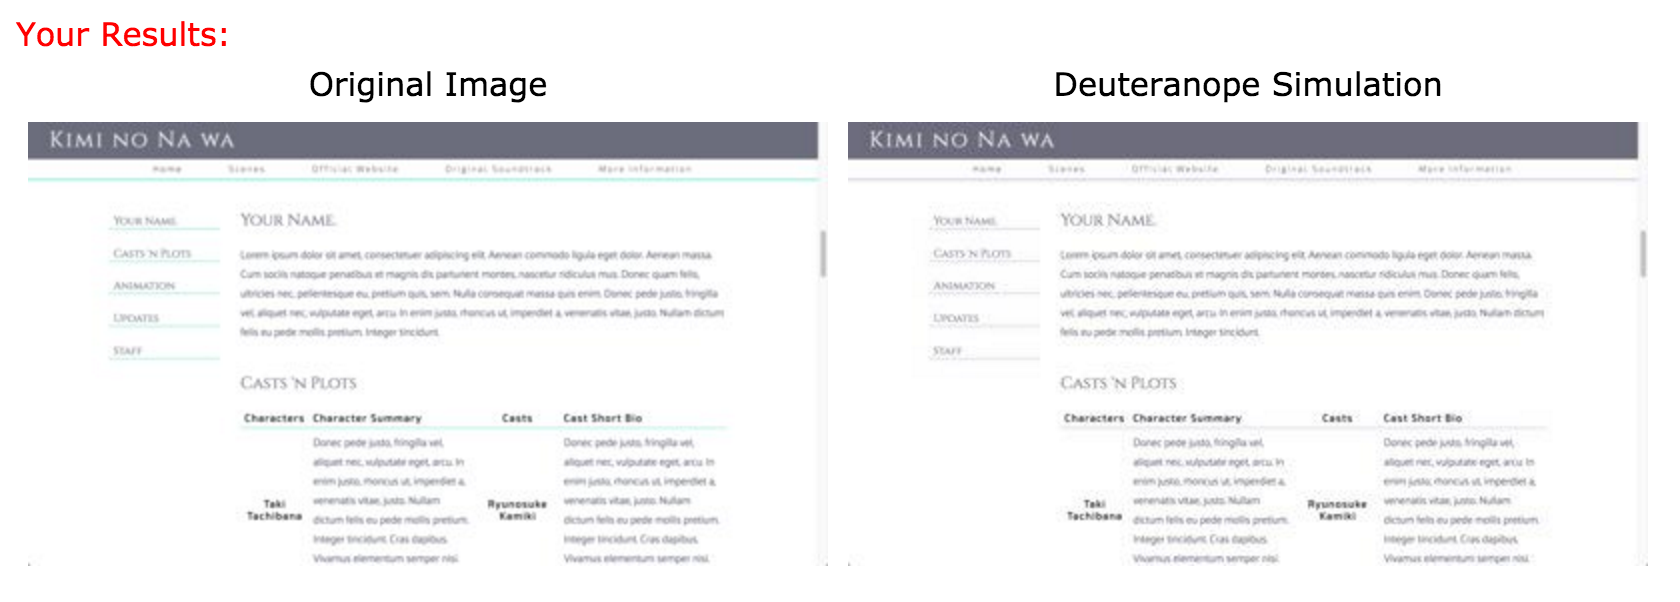 Your Results:
Original Image
Deuteranope Simulation
Kimi no Na wa
Home Scenes Official Website Original Soundtrack More Information
Your Name.
Casts 'n Plots
Animation
Updates
Staff
Your Name.
Lorem ipsum dolor sit amet, consectetuer adipiscing elit. Aenean commodo ligula eget dolor. Aenean massa.
Cum sociis natoque penatibus et magnis dis parturient montes, nascetur ridiculus mus. Donec quam felis,
ultricies nec, pellentesque eu, pretium quis, sem. Nulla consequat massa quis enim. Donec pede justo, fringilla
vel, aliquet nec, vulputate eget, arcu. In enim justo, rhoncus ut, imperdiet a, venenatis vitae, justo. Nullam dictum
felis eu pede mollis pretium. Integer tincidunt.
Casts 'n Plots
Characters Character Summary Casts Cast Short Bio
Taki
Tachibana
Donec pede justo, fringilla vel,
aliquet nec, vulputate eget, arcu. In
enim justo, rhoncus ut, imperdiet a,
venenatis vitae, justo. Nullam
dictum felis eu pede mollis pretium.
Integer tincidunt. Cras dapibus.
Vivamus elementum semper nisi.
Ryunosuke
Kamiki
Donec pede justo, fringilla vel,
aliquet nec, vulputate eget, arcu. In
enim justo, rhoncus ut, imperdiet a,
venenatis vitae, justo. Nullam
dictum felis eu pede mollis pretium.
Integer tincidunt. Cras dapibus.
Vivamus elementum semper nisi.
Kimi no Na wa
Home Scenes Official Website Original Soundtrack More Information
Your Name.
Casts 'n Plots
Animation
Updates
Staff
Your Name.
Lorem ipsum dolor sit amet, consectetuer adipiscing elit. Aenean commodo ligula eget dolor. Aenean massa.
Cum sociis natoque penatibus et magnis dis parturient montes, nascetur ridiculus mus. Donec quam felis,
ultricies nec, pellentesque eu, pretium quis, sem. Nulla consequat massa quis enim. Donec pede justo, fringilla
vel, aliquet nec, vulputate eget, arcu. In enim justo, rhoncus ut, imperdiet a, venenatis vitae, justo. Nullam dictum
felis eu pede mollis pretium. Integer tincidunt.
Casts 'n Plots
Characters Character Summary Casts Cast Short Bio
Taki
Tachibana
Donec pede justo, fringilla vel,
aliquet nec, vulputate eget, arcu. In
enim justo, rhoncus ut, imperdiet a,
venenatis vitae, justo. Nullam
dictum felis eu pede mollis pretium.
Integer tincidunt. Cras dapibus.
Vivamus elementum semper nisi.
Ryunosuke
Kamiki
Donec pede justo, fringilla vel,
aliquet nec, vulputate eget, arcu. In
enim justo, rhoncus ut, imperdiet a,
venenatis vitae, justo. Nullam
dictum felis eu pede mollis pretium.
Integer tincidunt. Cras dapibus.
Vivamus elementum semper nisi.